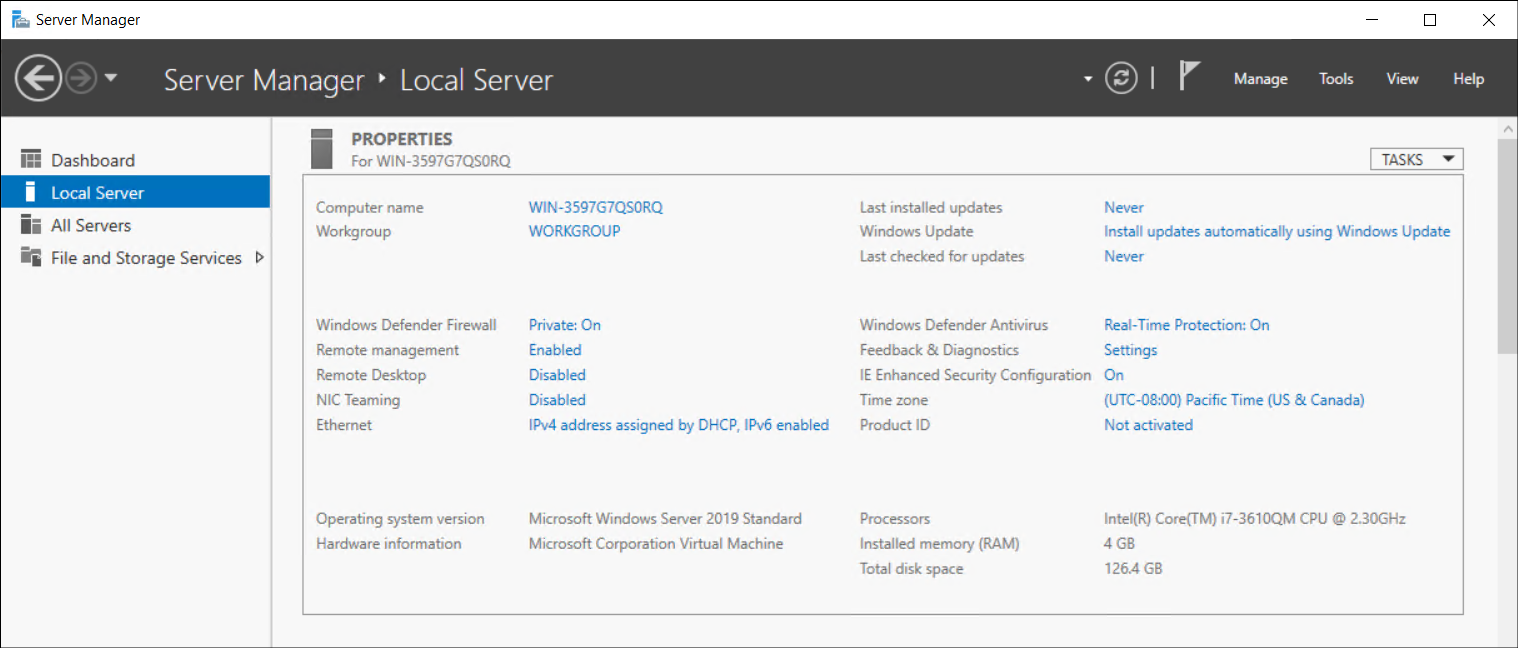 Server Manager
Server Manager ‣ Local Server
Manage Tools View Help
Dashboard
Local Server
All Servers
File and Storage Services
PROPERTIES
For WIN-3597G7QS0RQ
TASKS
Computer name WIN-3597G7QS0RQ Last installed updates Never
Workgroup WORKGROUP Windows Update Install updates automatically using Windows Update
Last checked for updates Never
Windows Defender Firewall Private: On Windows Defender Antivirus Real-Time Protection: On
Remote management Enabled Feedback & Diagnostics Settings
Remote Desktop Disabled IE Enhanced Security Configuration On
NIC Teaming Disabled Time zone (UTC-08:00) Pacific Time (US & Canada)
Ethernet IPv4 address assigned by DHCP, IPv6 enabled Product ID Not activated
Operating system version Microsoft Windows Server 2019 Standard Processors Intel(R) Core(TM) i7-3610QM CPU @ 2.30GHz
Hardware information Microsoft Corporation Virtual Machine Installed memory (RAM) 4 GB
Total disk space 126.4 GB